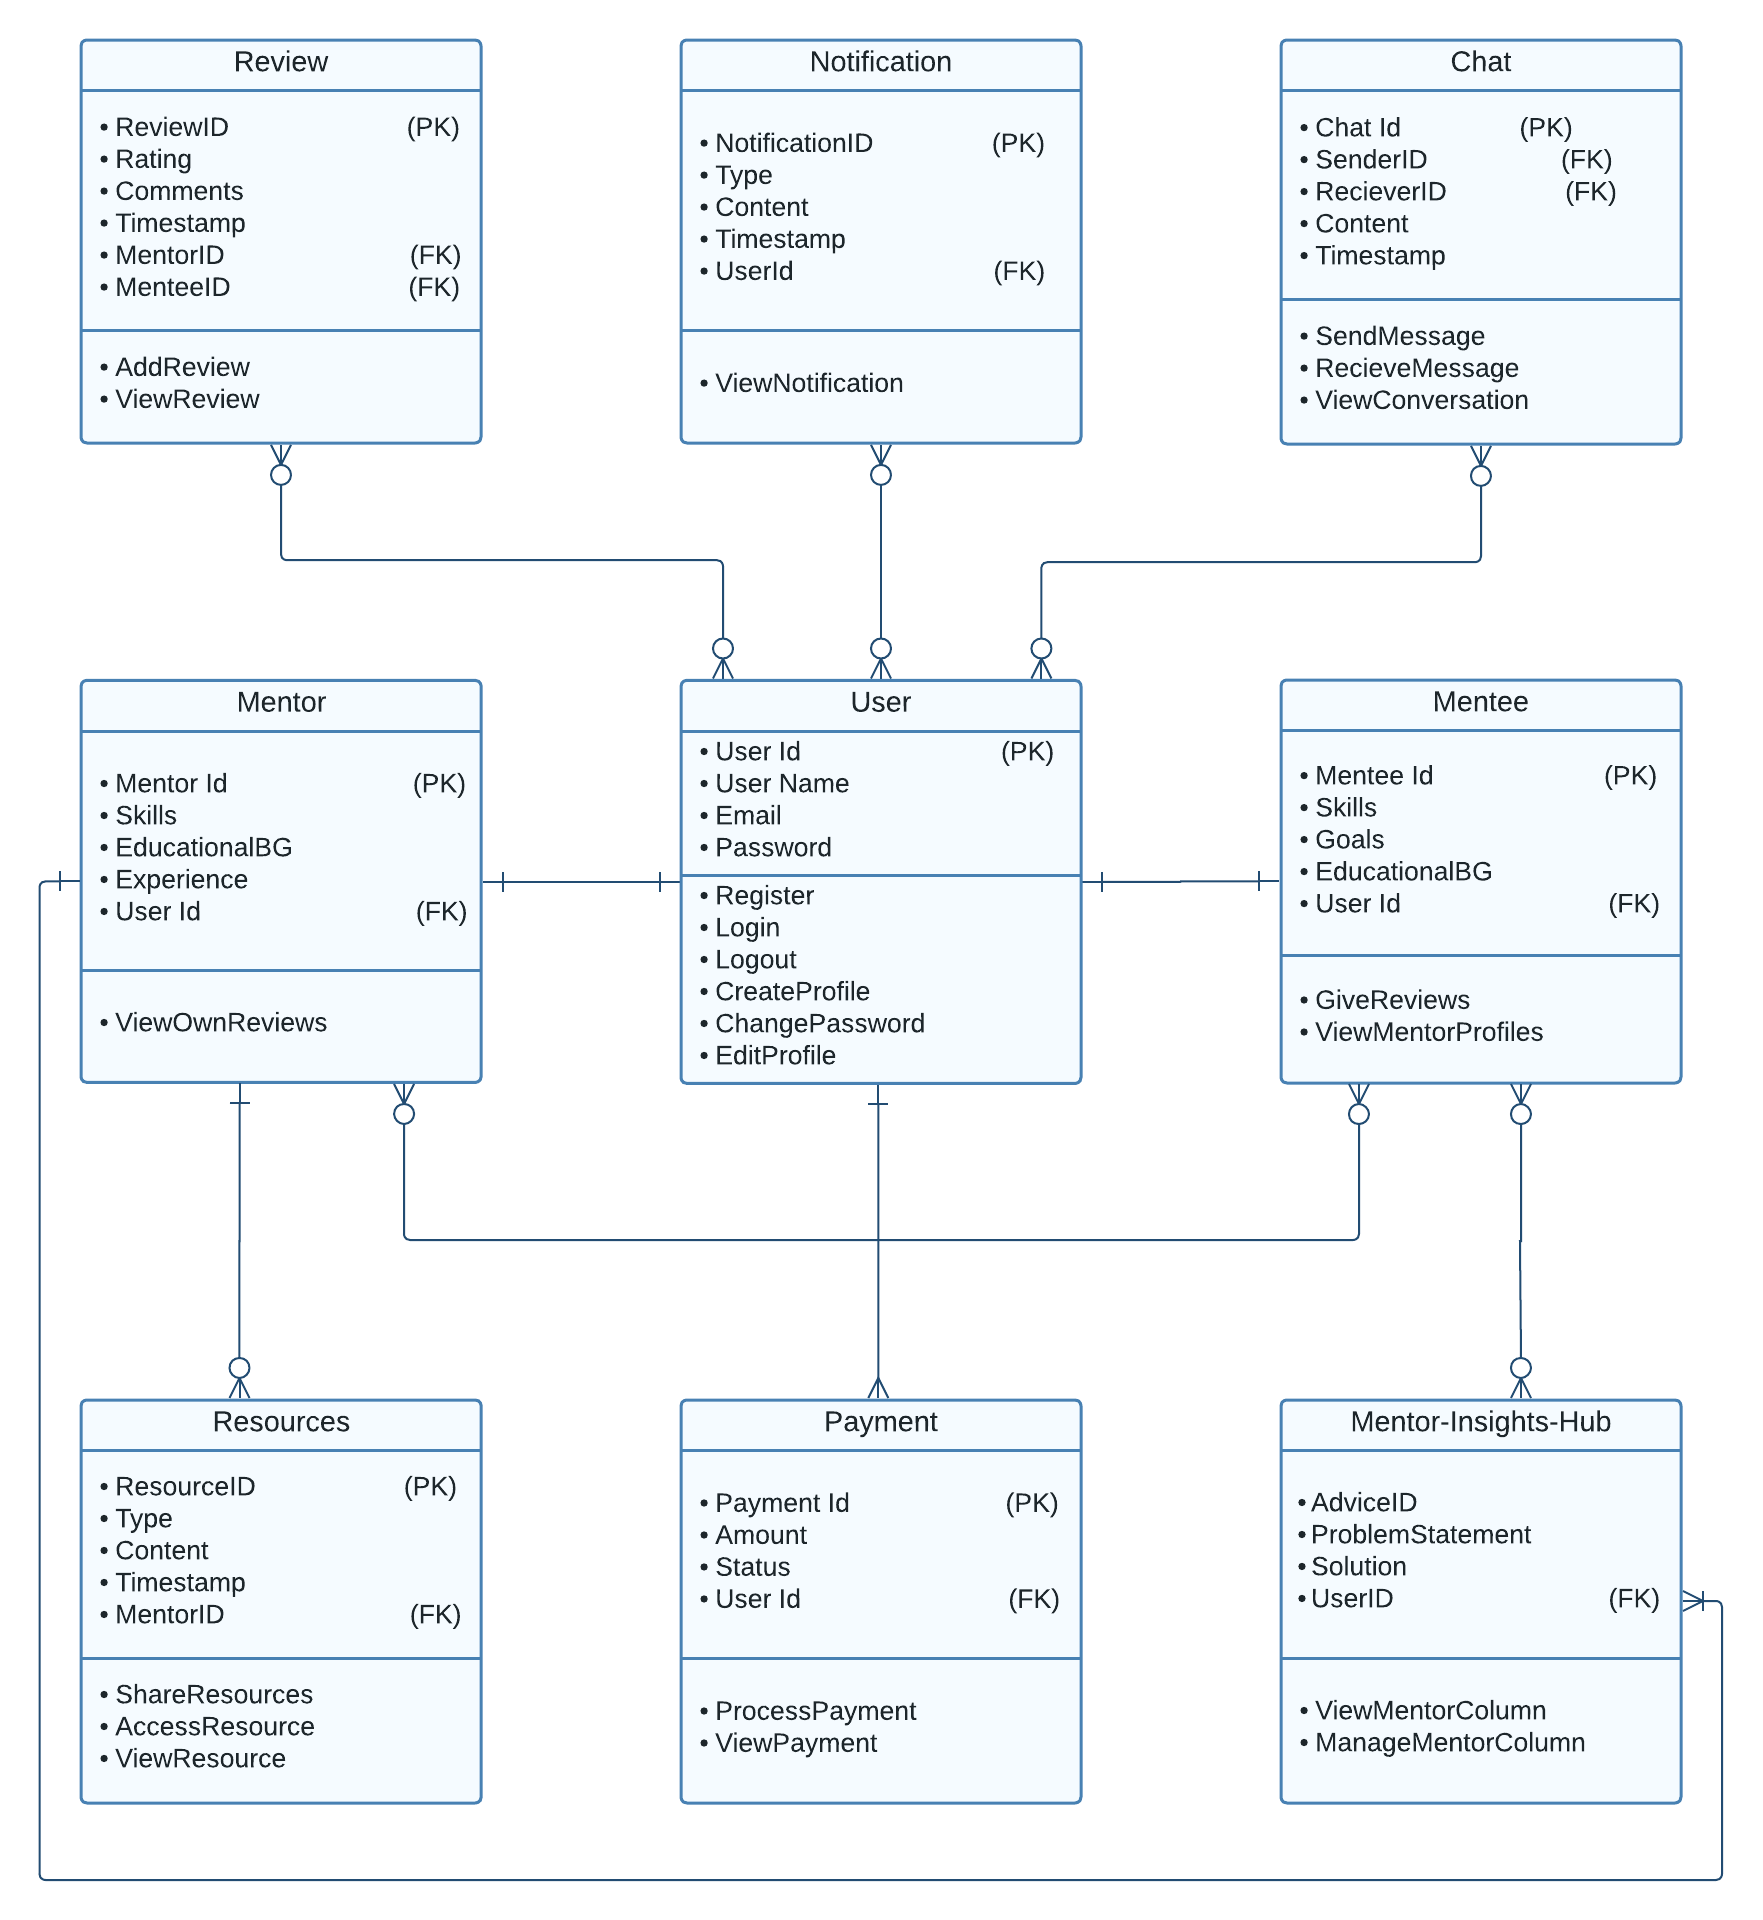 Review
• ReviewID (PK)
• Rating
• Comments
• Timestamp
• MentorID (FK)
• MenteeID (FK)
• AddReview
• ViewReview
Notification
• NotificationID (PK)
• Type
• Content
• Timestamp
• UserId (FK)
• ViewNotification
Chat
• Chat Id (PK)
• SenderID (FK)
• RecieverID (FK)
• Content
• Timestamp
• SendMessage
• RecieveMessage
• ViewConversation
Mentor
• Mentor Id (PK)
• Skills
• EducationalBG
• Experience
• User Id (FK)
• ViewOwnReviews
User
• User Id (PK)
• User Name
• Email
• Password
• Register
• Login
• Logout
• CreateProfile
• ChangePassword
• EditProfile
Mentee
• Mentee Id (PK)
• Skills
• Goals
• EducationalBG
• User Id (FK)
• GiveReviews
• ViewMentorProfiles
Resources
• ResourceID (PK)
• Type
• Content
• Timestamp
• MentorID (FK)
• ShareResources
• AccessResource
• ViewResource
Payment
• Payment Id (PK)
• Amount
• Status
• User Id (FK)
• ProcessPayment
• ViewPayment
Mentor-Insights-Hub
• AdviceID
• ProblemStatement
• Solution
• UserID (FK)
• ViewMentorColumn
• ManageMentorColumn